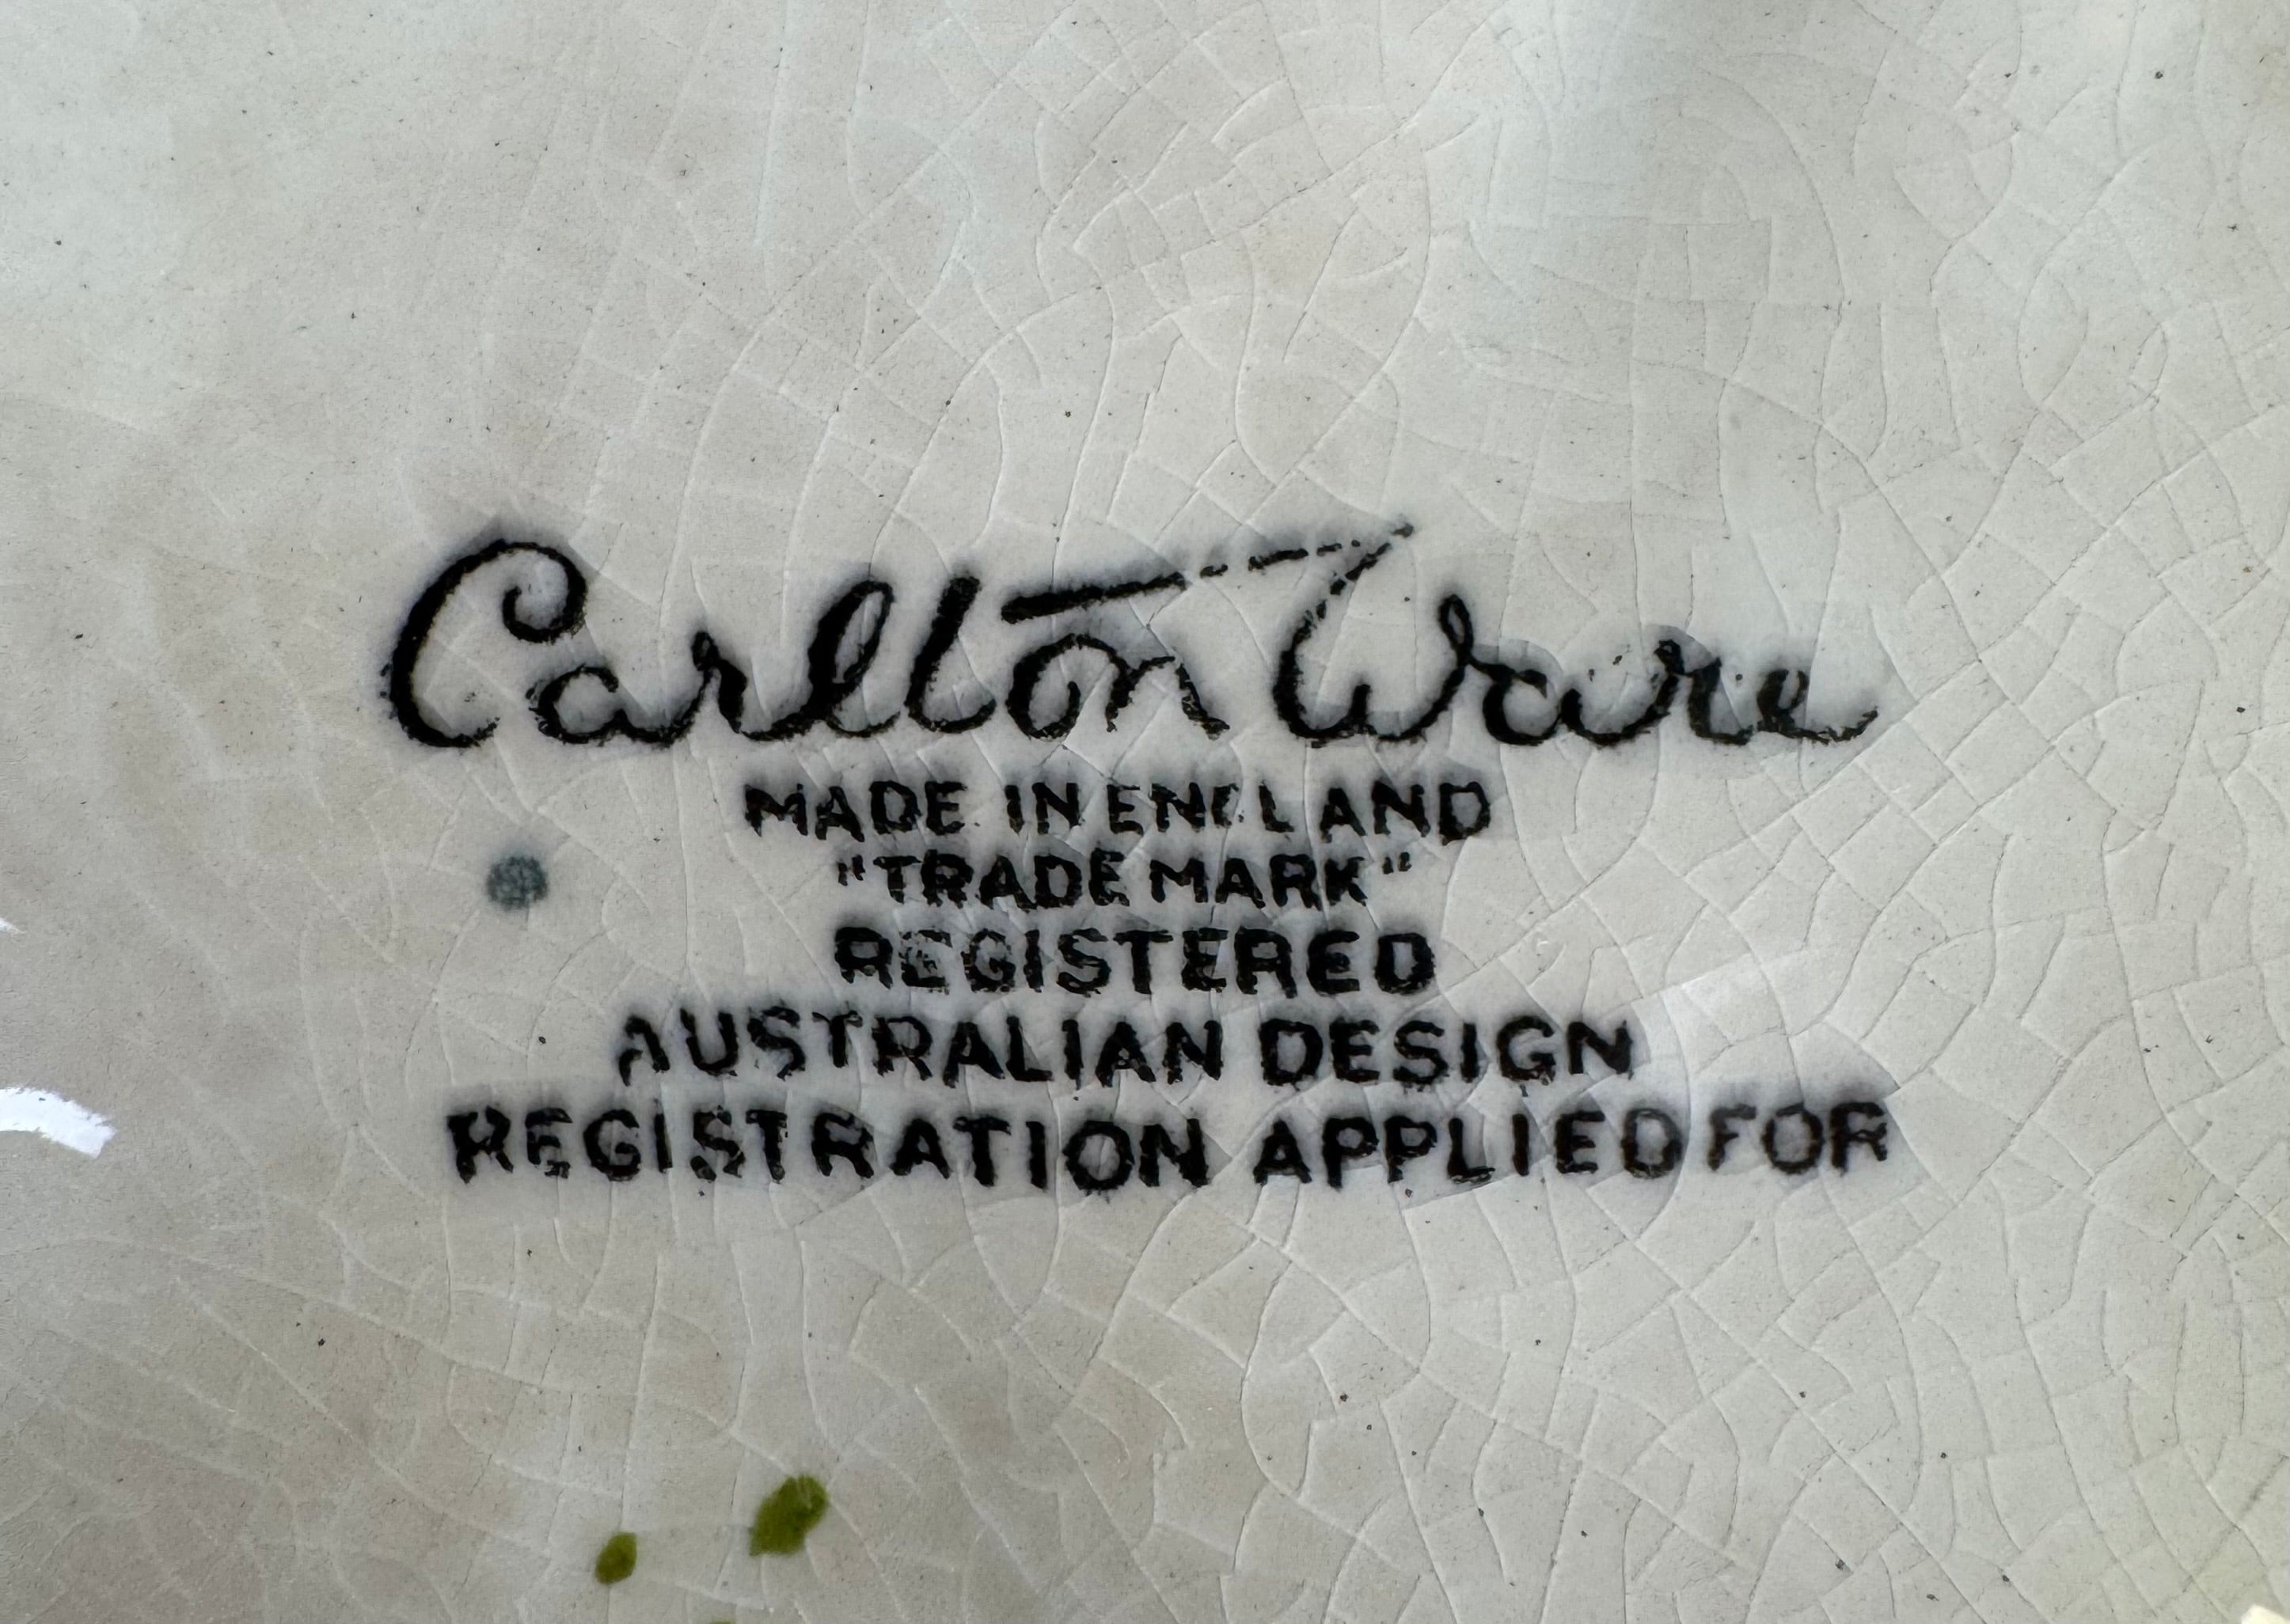 Carlton Ware
MADE IN ENGLAND
"TRADE MARK"
REGISTERED
AUSTRALIAN DESIGN
REGISTRATION APPLIED FOR